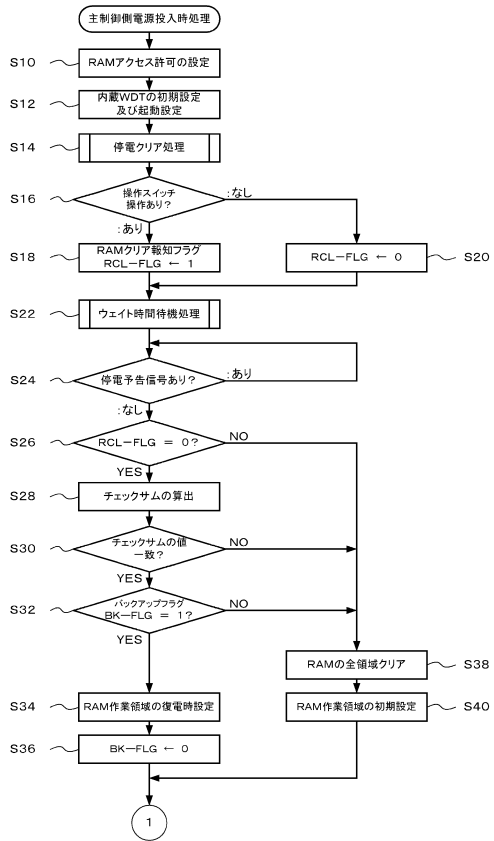 主制御側電源投入時処理
S10
RAMアクセス許可の設定
S12
内蔵WDTの初期設定
及び起動設定
S14
停電クリア処理
S16
操作スイッチ
操作あり?
:なし
:あり
S18
RAMクリア報知フラグ
RCL-FLG ← 1
RCL-FLG ← 0
S20
S22
ウェイト時間待機処理
S24
停電予告信号あり?
:あり
:なし
S26
RCL-FLG = 0?
NO
YES
S28
チェックサムの算出
S30
チェックサムの値
一致?
NO
YES
S32
バックアップフラグ
BK-FLG = 1?
NO
YES
RAMの全領域クリア
S38
S34
RAM作業領域の復電時設定
RAM作業領域の初期設定
S40
S36
BK-FLG ← 0
1